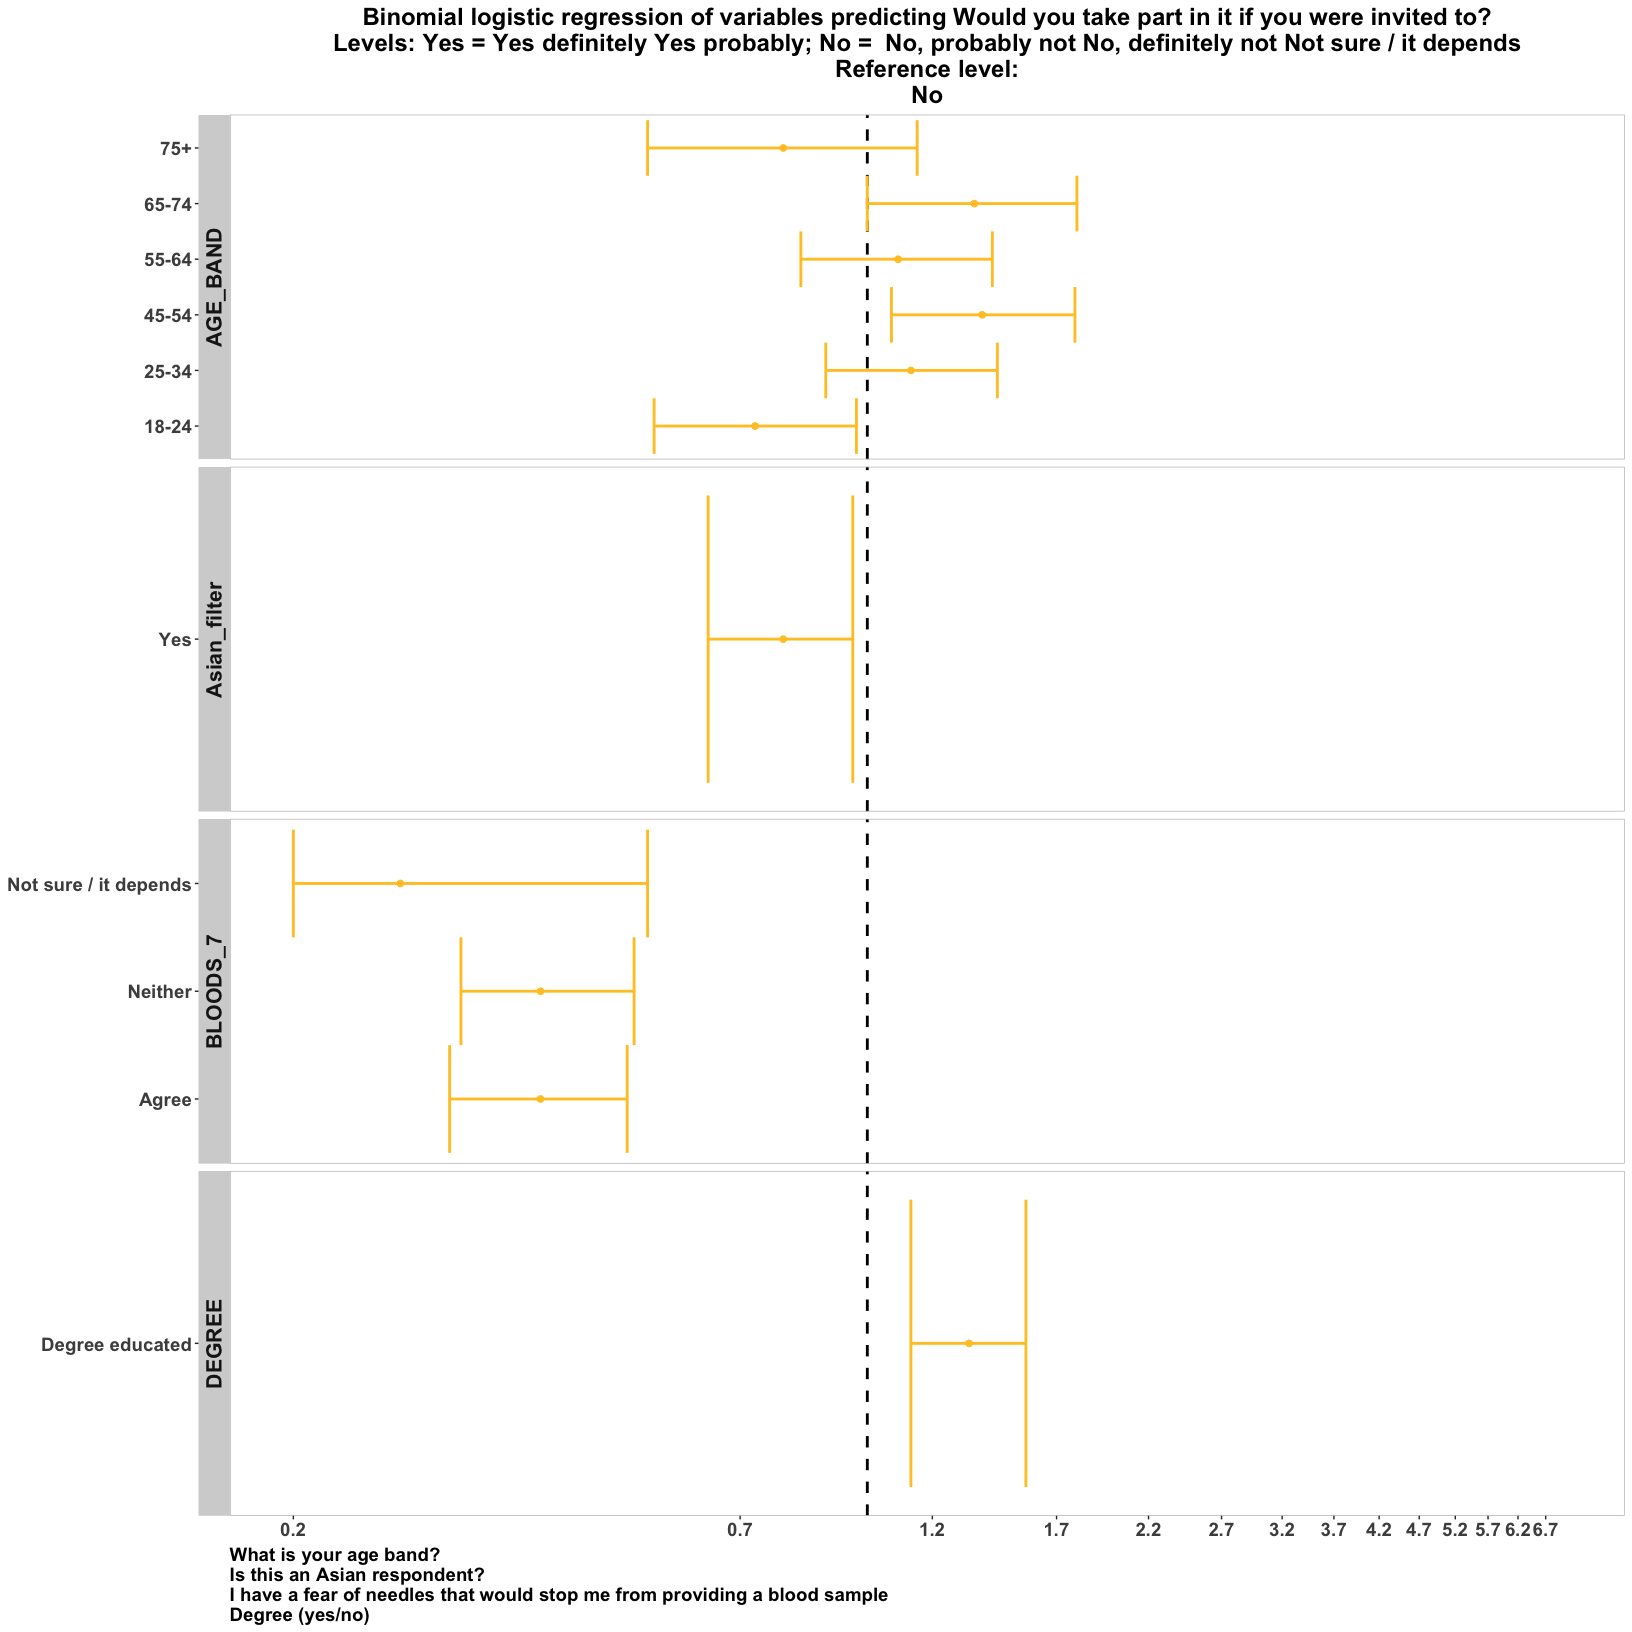 Binomial logistic regression of variables predicting Would you take part in it if you were invited to?
Levels: Yes = Yes definitely Yes probably; No =  No, probably not No, definitely not Not sure / it depends
Reference level:
No
AGE_BAND
75+
65-74
55-64
45-54
25-34
18-24
Asian_filter
Yes
BLOODS_7
Not sure / it depends
Neither
Agree
DEGREE
Degree educated
0.2 0.7 1.2 1.7 2.2 2.7 3.2 3.7 4.2 4.7 5.2 5.7 6.2 6.7
What is your age band?
Is this an Asian respondent?
I have a fear of needles that would stop me from providing a blood sample
Degree (yes/no)